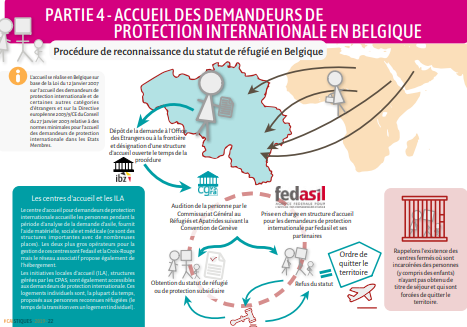 PARTIE 4 - ACCUEIL DES DEMANDEURS DE
PROTECTION INTERNATIONALE EN BELGIQUE
Procédure de reconnaissance du statut de réfugié en Belgique
L'accueil se réalise en Belgique sur
base de la Loi du 12 janvier 2007
sur l'accueil des demandeurs de
protection internationale et de
certaines autres catégories
d'étrangers et sur la Directive
européenne 2003/9/CE du Conseil
du 27 janvier 2003 relative à des
normes minimales pour l'accueil
des demandeurs de protection
internationale dans les États
Membres.
Dépôt de la demande à l'Office
des Étrangers ou à la frontière
et désignation d'une structure
d'accueil ouverte le temps de la
procédure
ibz
CGRA
fedasil
Audition de la personne par le
Commissariat Général au
Réfugiés et Apatrides suivant la
Convention de Genève
Prise en charge en structure d'accueil
pour les demandeurs de protection
internationale par Fedasil et ses
partenaires
Les centres d'accueil et les ILA
Le centre d'accueil pour demandeurs de protection
internationale accueille les personnes pendant la
période d'analyse de la demande d'asile, fournit
l'aide matérielle, sociale et médicale (ce sont des
structures importantes avec de nombreuses
places). Les deux plus gros opérateurs pour la
gestion de ces centres sont Fedasil et la Croix-Rouge
mais le réseau associatif propose également de
l'hébergement.
Les initiatives locales d'accueil (ILA), structures
gérées par les CPAS, sont également accessibles
aux demandeurs de protection internationale. Ces
logements individuels sont, la plupart du temps,
proposés aux personnes reconnues réfugiées (le
temps de la transition vers un logement individuel).
Obtention du statut de réfugié
ou de protection subsidiaire
Refus du statut
Ordre de
quitter le
territoire
Rappelons l'existence des
centres fermés où sont
incarcérées des personnes
(y compris des enfants)
n'ayant pas obtenu de
titre de séjour et qui sont
forcées de quitter le
territoire.